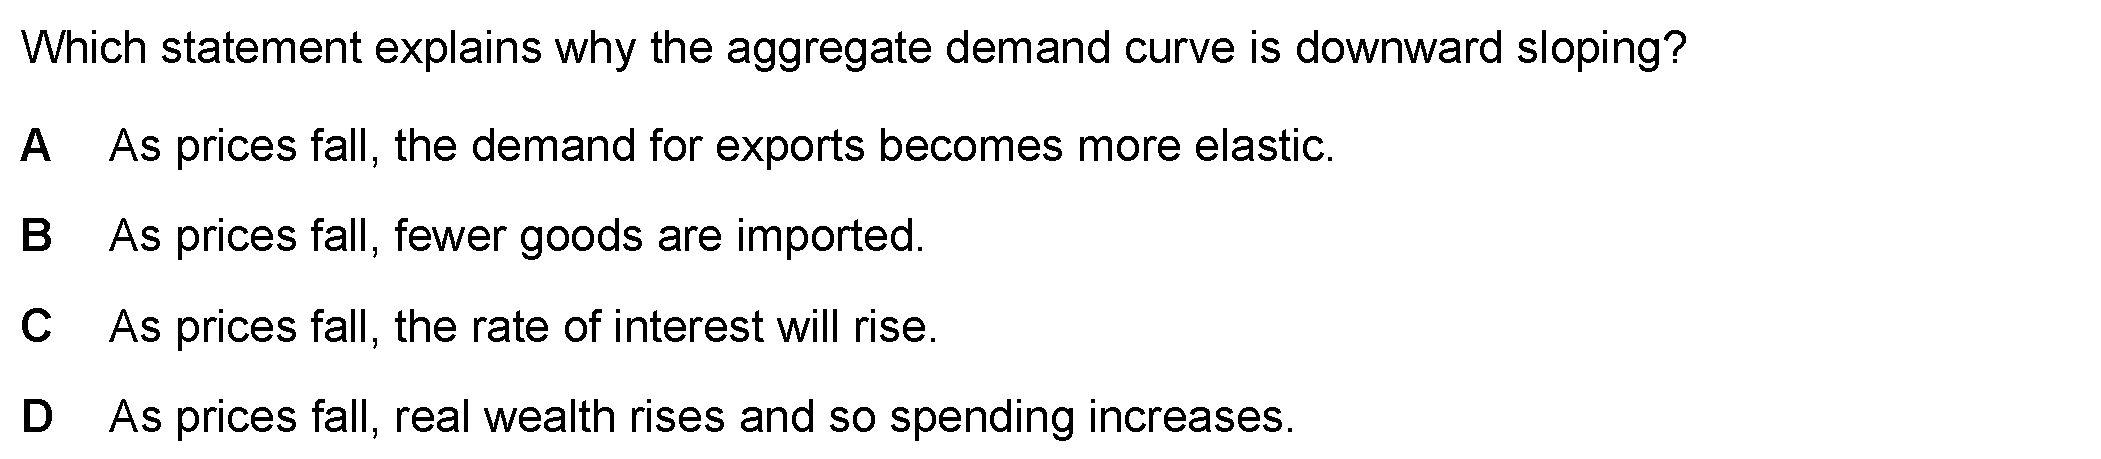 Which statement explains why the aggregate demand curve is downward sloping?
A As prices fall, the demand for exports becomes more elastic.
B As prices fall, fewer goods are imported.
C As prices fall, the rate of interest will rise.
D As prices fall, real wealth rises and so spending increases.